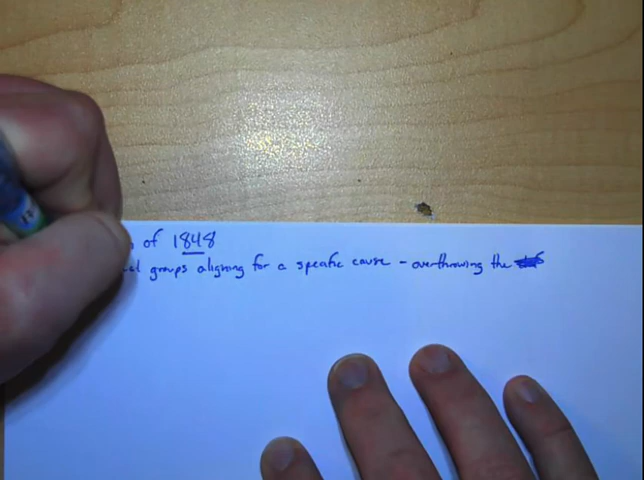 of 1848
groups aligning for a specific cause - overthrowing the